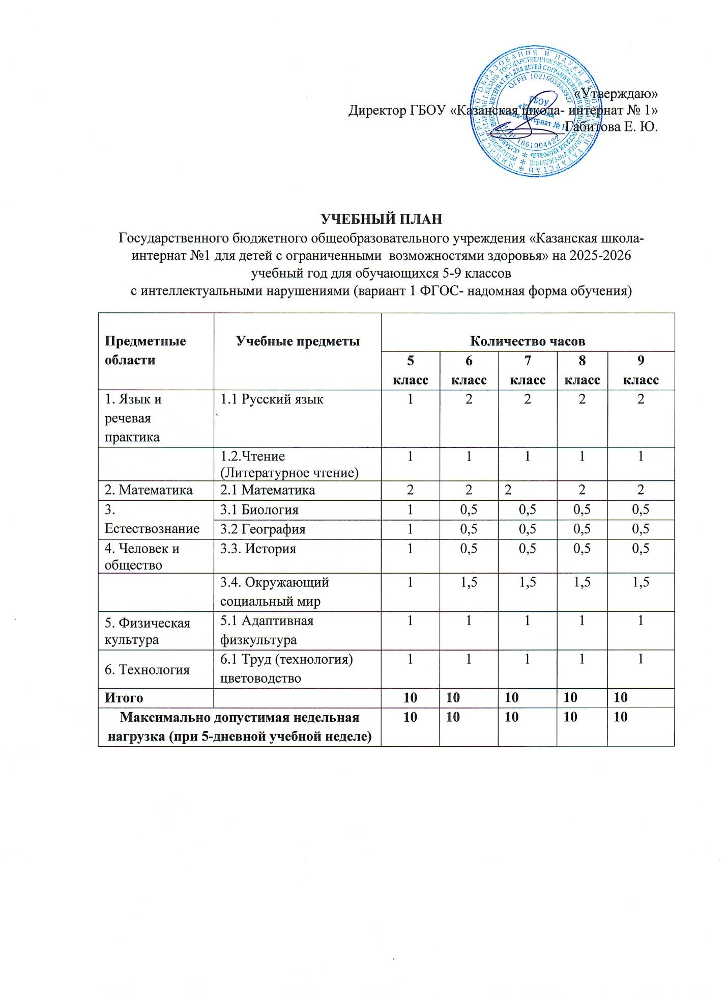 «Утверждаю»
Директор ГБОУ «Казанская школа- интернат № 1»
Габитова Е. Ю.
ОГРН 1021603883927
ГБОУ
«Казанская
школа-интернат № 1»
ИНН 1661004422
УЧЕБНЫЙ ПЛАН
Государственного бюджетного общеобразовательного учреждения «Казанская школа-
интернат №1 для детей с ограниченными возможностями здоровья» на 2025-2026
учебный год для обучающихся 5-9 классов
с интеллектуальными нарушениями (вариант 1 ФГОС- надомная форма обучения)
Предметные Учебные предметы Количество часов
области
5 6 7 8 9
класс класс класс класс класс
1. Язык и 1.1 Русский язык 1 2 2 2 2
речевая
практика
1.2.Чтение 1 1 1 1 1
(Литературное чтение)
2. Математика 2.1 Математика 2 2 2 2 2
3. 3.1 Биология 1 0,5 0,5 0,5 0,5
Естествознание 3.2 География 1 0,5 0,5 0,5 0,5
4. Человек и 3.3. История 1 0,5 0,5 0,5 0,5
общество
3.4. Окружающий 1 1,5 1,5 1,5 1,5
социальный мир
5. Физическая 5.1 Адаптивная 1 1 1 1 1
культура физкультура
6. Технология 6.1 Труд (технология) 1 1 1 1 1
цветоводство
Итого 10 10 10 10 10
Максимально допустимая недельная 10 10 10 10 10
нагрузка (при 5-дневной учебной неделе)